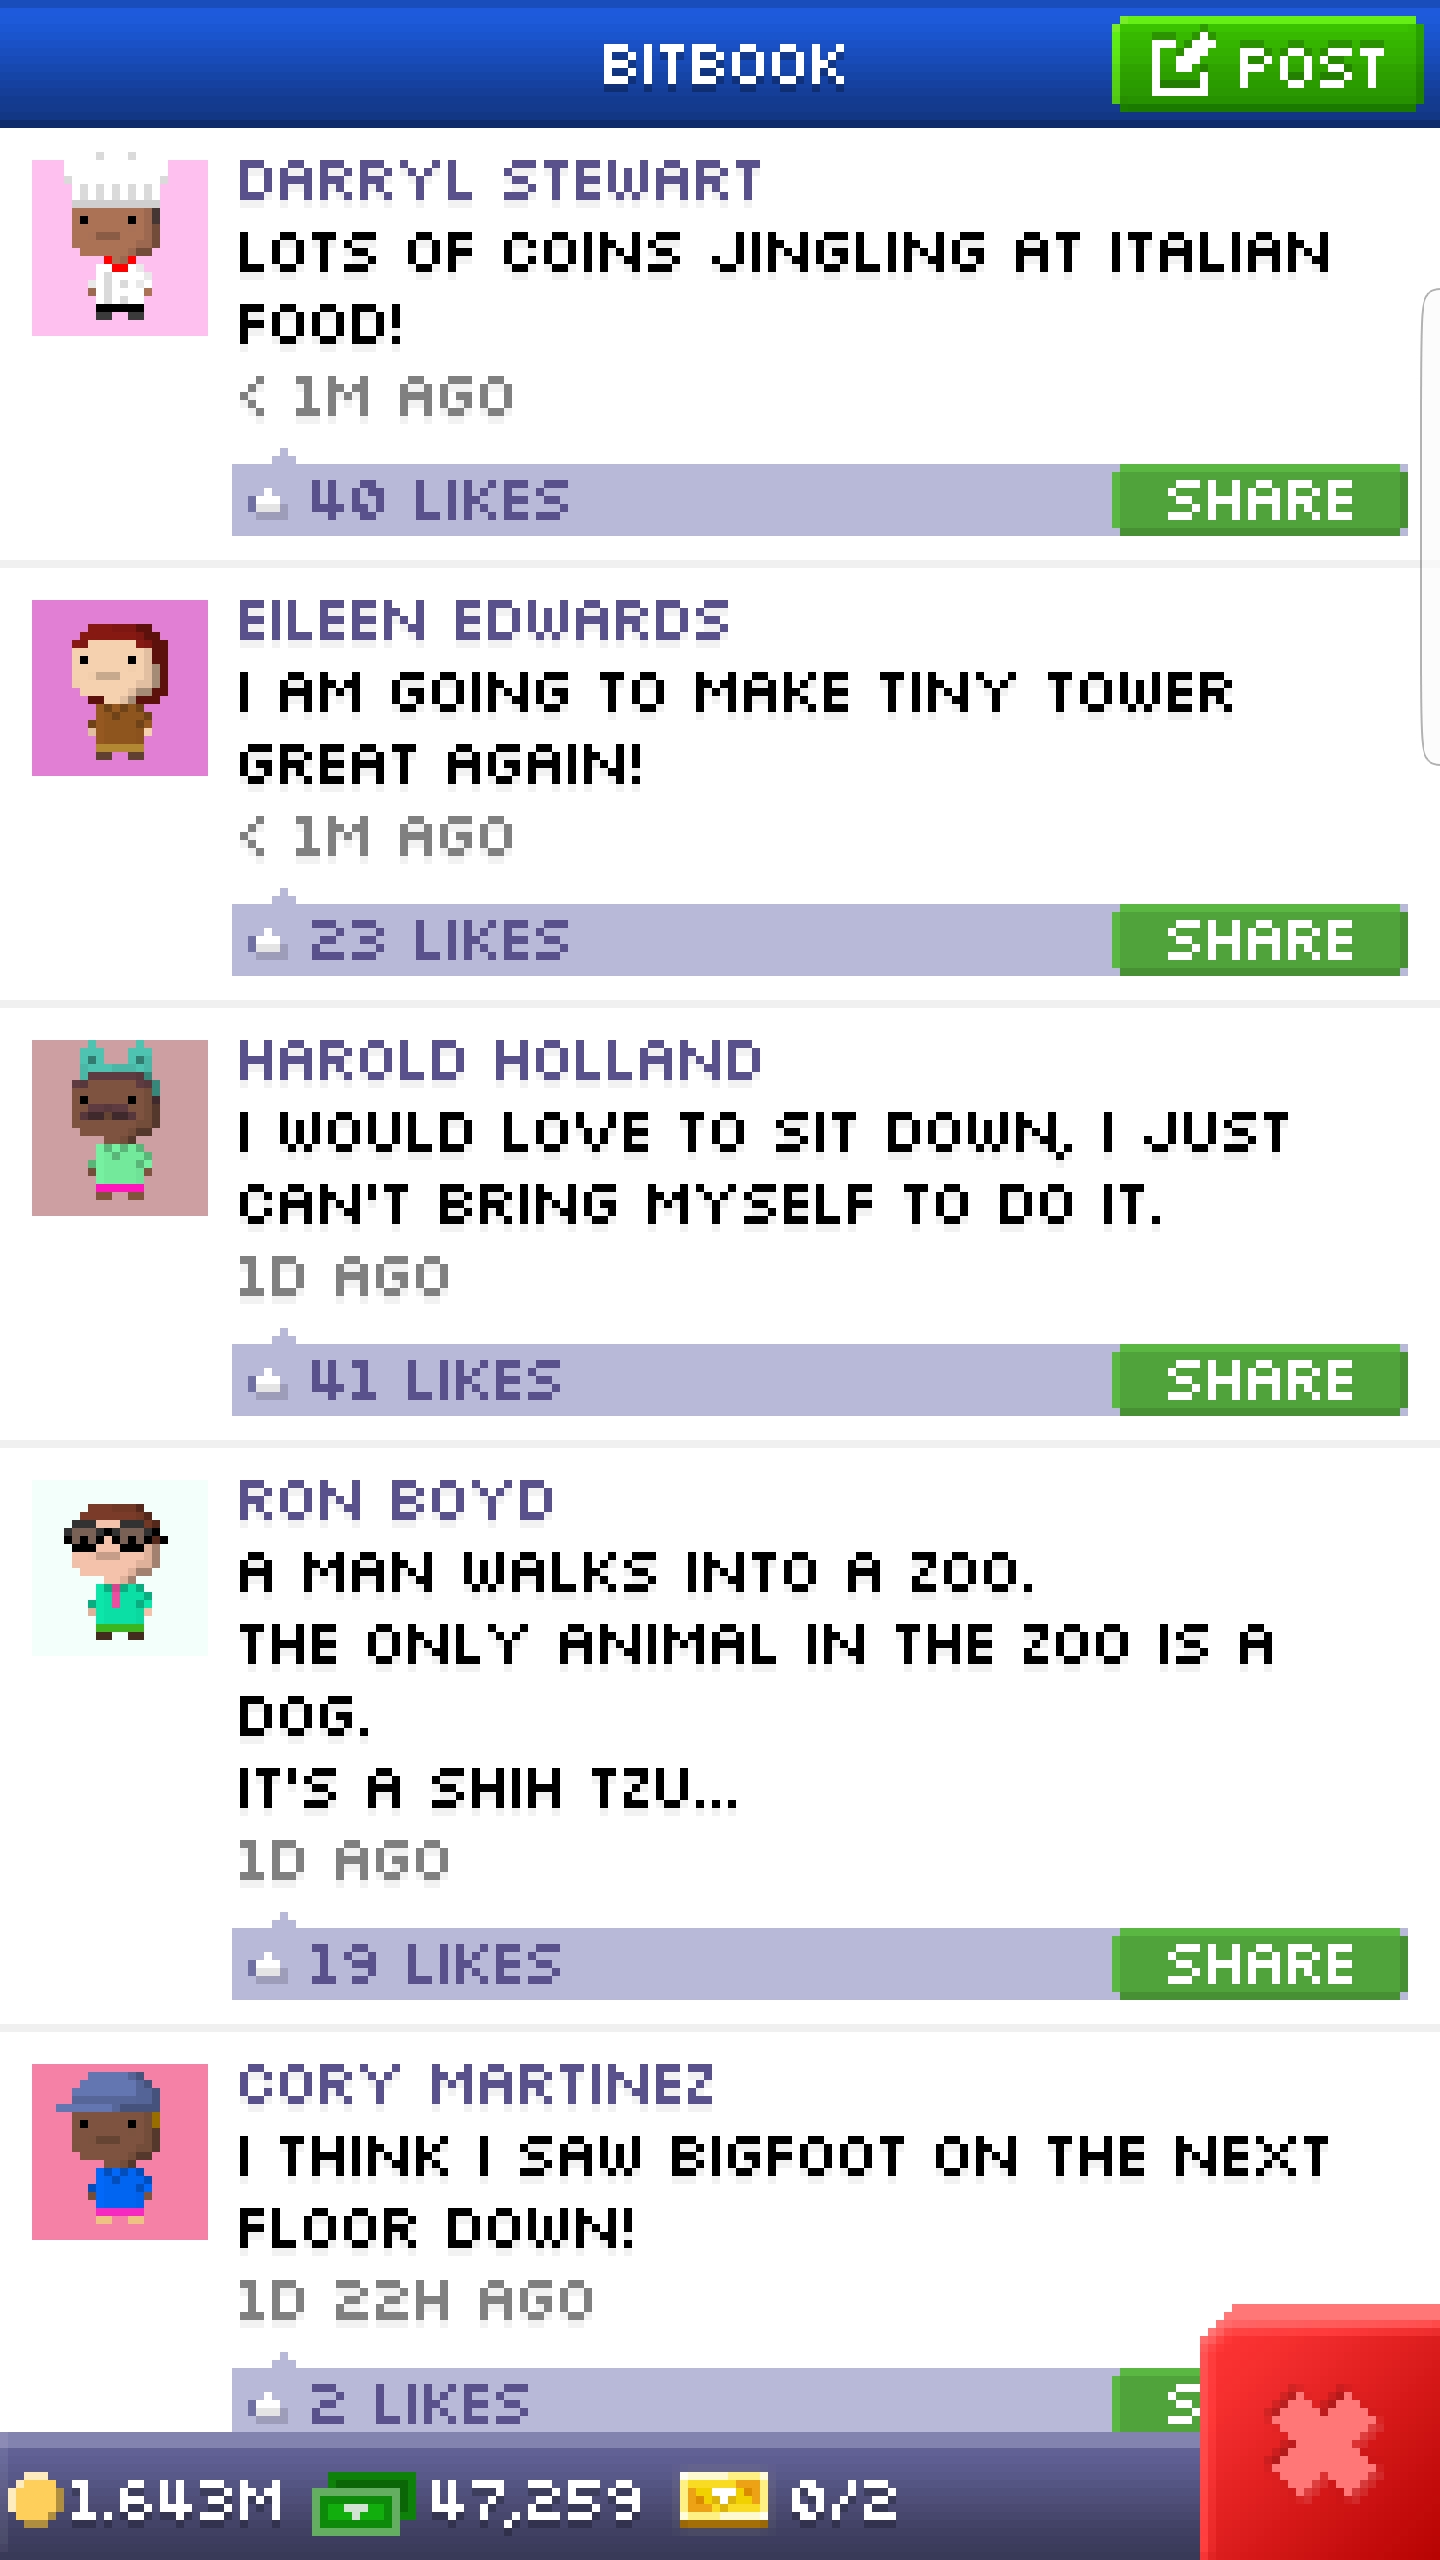 BITBOOK
POST
DARRYL STEWART
LOTS OF COINS JINGLING AT ITALIAN
FOOD!
< 1M AGO
40 LIKES
SHARE
EILEEN EDWARDS
I AM GOING TO MAKE TINY TOWER
GREAT AGAIN!
< 1M AGO
23 LIKES
SHARE
HAROLD HOLLAND
I WOULD LOVE TO SIT DOWN, I JUST
CAN'T BRING MYSELF TO DO IT.
1D AGO
41 LIKES
SHARE
RON BOYD
A MAN WALKS INTO A ZOO.
THE ONLY ANIMAL IN THE ZOO IS A
DOG.
IT'S A SHIH TZU...
1D AGO
19 LIKES
SHARE
CORY MARTINEZ
I THINK I SAW BIGFOOT ON THE NEXT
FLOOR DOWN!
1D 22H AGO
2 LIKES
1.643M
47,259
0/2